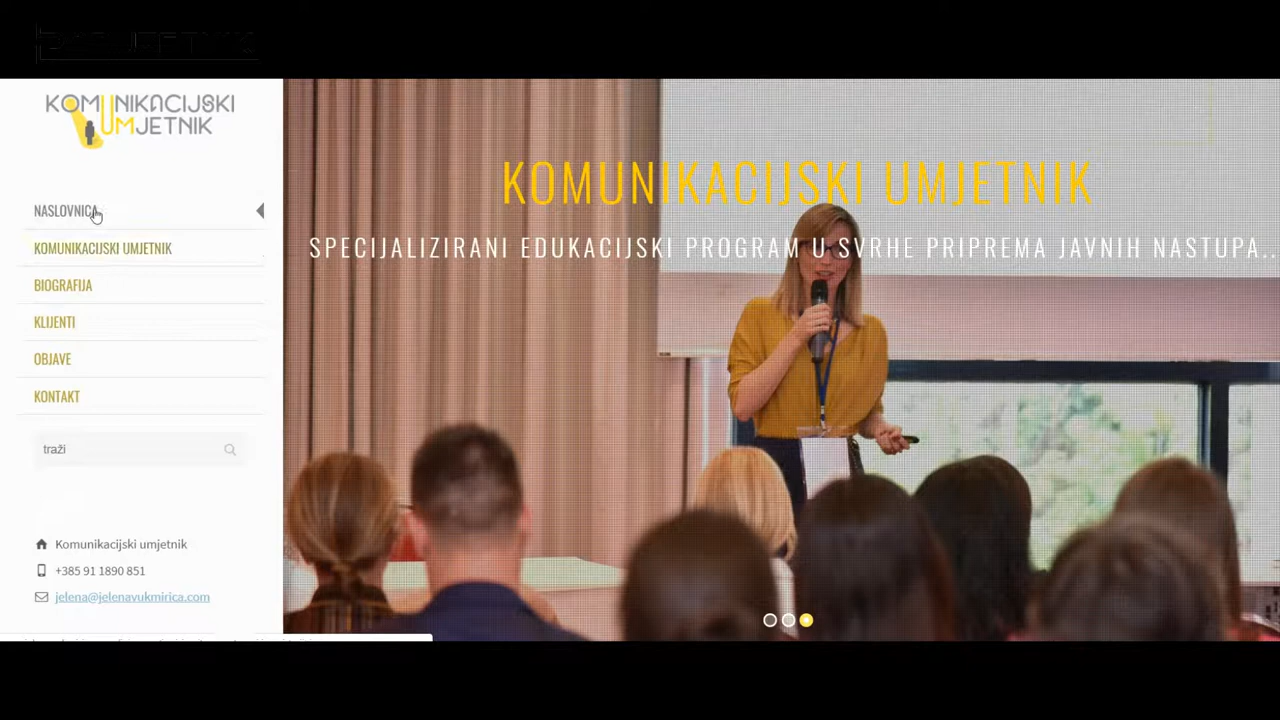 KOMUNIKACIJSKI
UMJETNIK
NASLOVNICA
KOMUNIKACIJSKI UMJETNIK
BIOGRAFIJA
KLIJENTI
OBJAVE
KONTAKT
traži
Komunikacijski umjetnik
+385 91 1890 851
jelena@jelenavukmirica.com
KOMUNIKACIJSKI UMJETNIK
SPECIJALIZIRANI EDUKACIJSKI PROGRAM U SVRHE PRIPREMA JAVNIH NASTUPA..